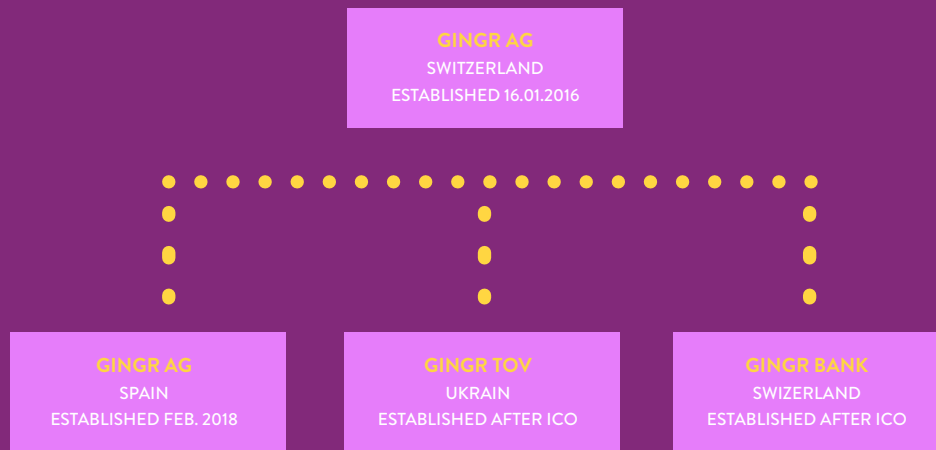 GINGR AG
SWITZERLAND
ESTABLISHED 16.01.2016
GINGR AG
SPAIN
ESTABLISHED FEB. 2018
GINGR TOV
UKRAIN
ESTABLISHED AFTER ICO
GINGR BANK
SWIZERLAND
ESTABLISHED AFTER ICO